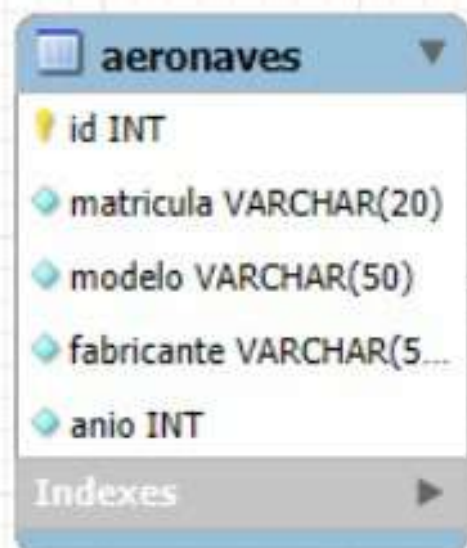 aeronaves
id INT
matricula VARCHAR(20)
modelo VARCHAR(50)
fabricante VARCHAR(5...
anio INT
Indexes